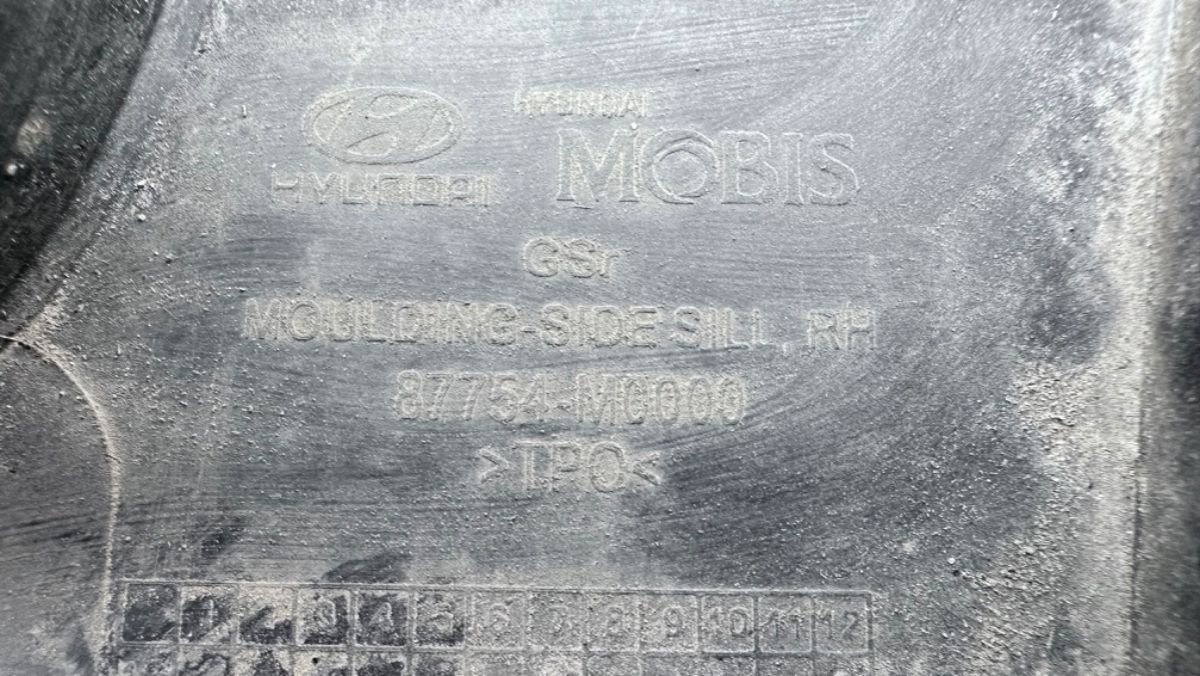 HYUNDAI
HYUNDAI
MOBIS
GSr
MOULDING-SIDE SILL, RH
87754-M0000
>TPO<
1 2 3 4 5 6 7 8 9 10 11 12